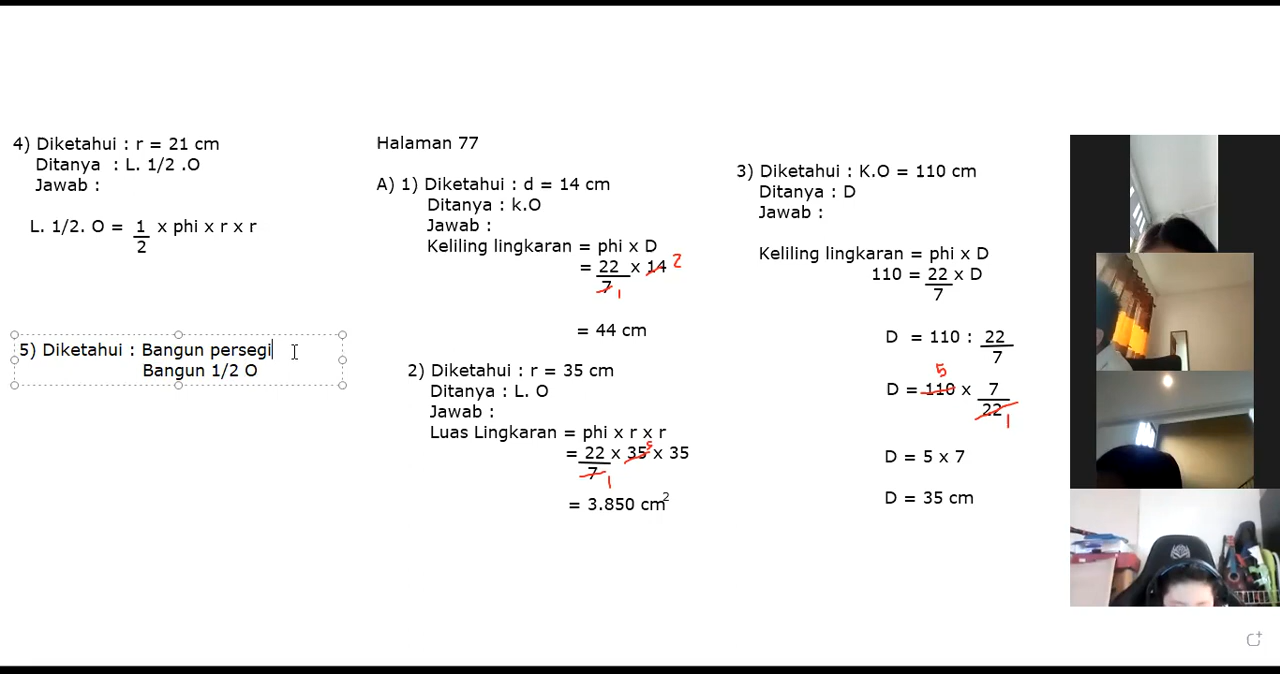 4) Diketahui : r = 21 cm
Ditanya : L. 1/2 .O
Jawab :
L. 1/2. O = 1/2 x phi x r x r
5) Diketahui : Bangun persegi
Bangun 1/2 O
Halaman 77
A) 1) Diketahui : d = 14 cm
Ditanya : k.O
Jawab :
Keliling lingkaran = phi x D
= 22/7 x 14 2
1
= 44 cm
2) Diketahui : r = 35 cm
Ditanya : L. O
Jawab :
Luas Lingkaran = phi x r x r
= 22/7 x 35 5 x 35
1
= 3.850 cm²
3) Diketahui : K.O = 110 cm
Ditanya : D
Jawab :
Keliling lingkaran = phi x D
110 = 22/7 x D
D = 110 : 22/7
5
D = 110 x 7/22
1
D = 5 x 7
D = 35 cm